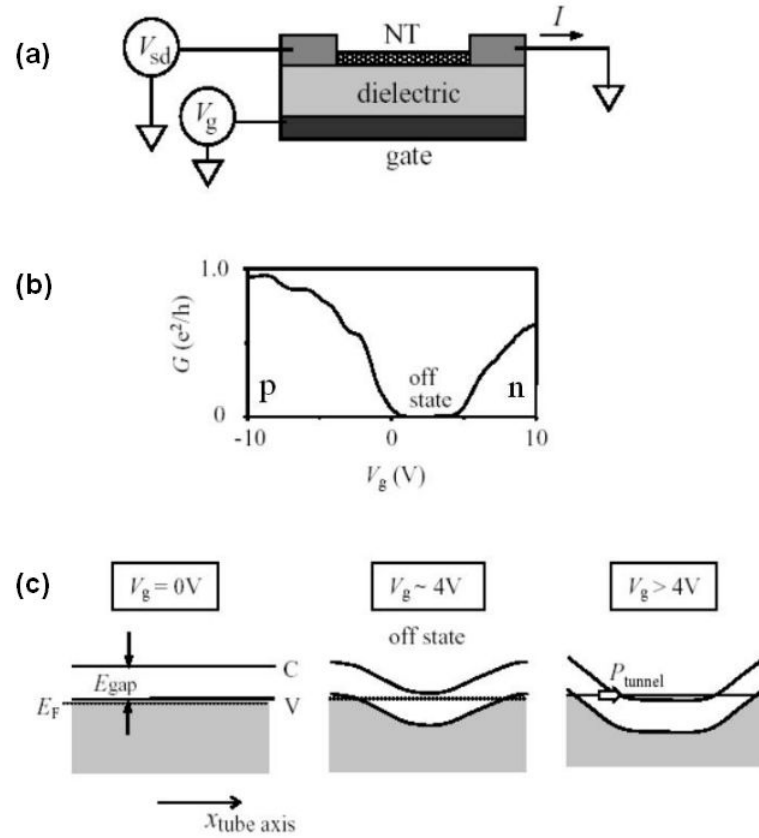 (a)
V_sd
NT
I
dielectric
V_g
gate
(b)
1.0
G (e²/h)
p
off
state
n
0
-10
0
10
V_g (V)
(c)
V_g = 0V
V_g ~ 4V
V_g > 4V
off state
C
P_tunnel
Egap
E_F
V
x_tube axis